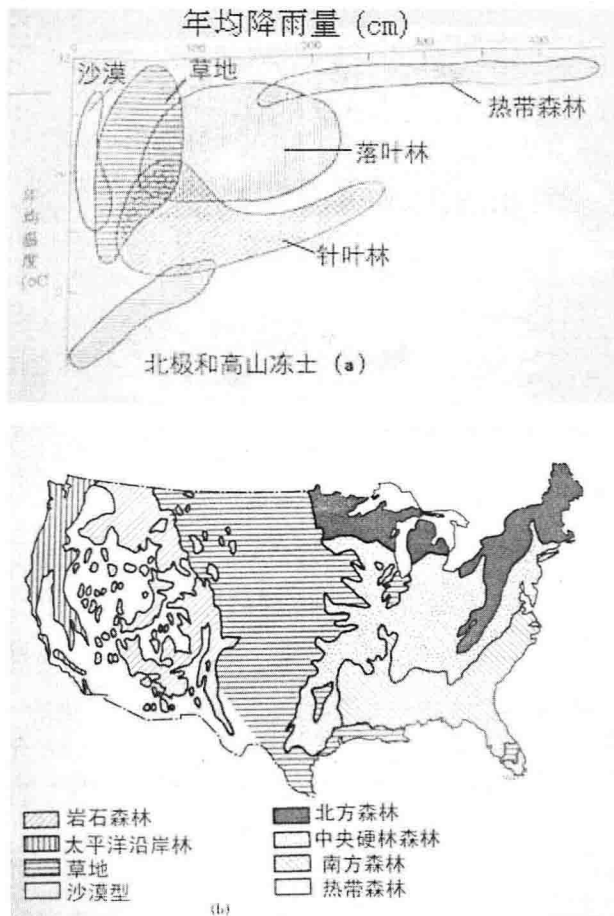 年均降雨量 (cm)
100
200
沙漠
草地
热带森林
落叶林
针叶林
北极和高山冻土 (a)
岩石森林
太平洋沿岸林
草地
沙漠型
北方森林
中央硬林森林
南方森林
热带森林
(b)